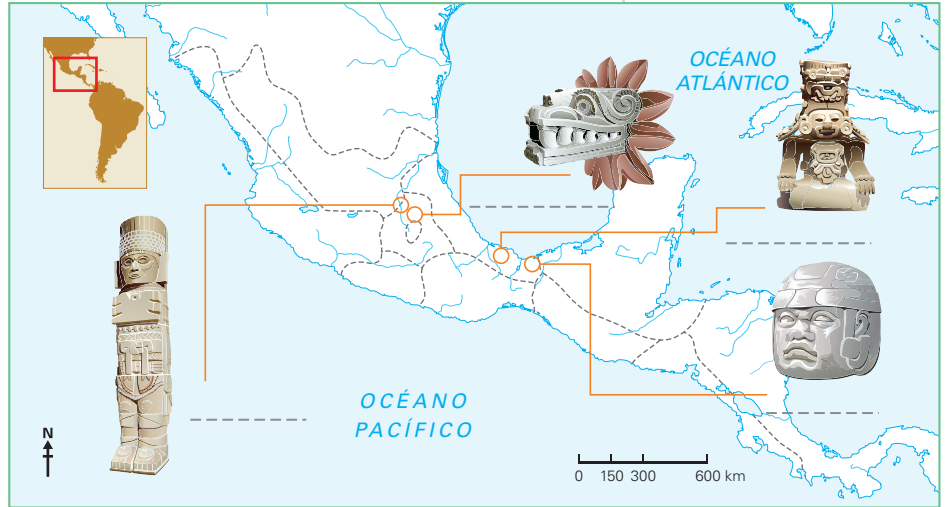 OCÉANO
ATLÁNTICO
OCÉANO
PACÍFICO
N
0 150 300 600 km